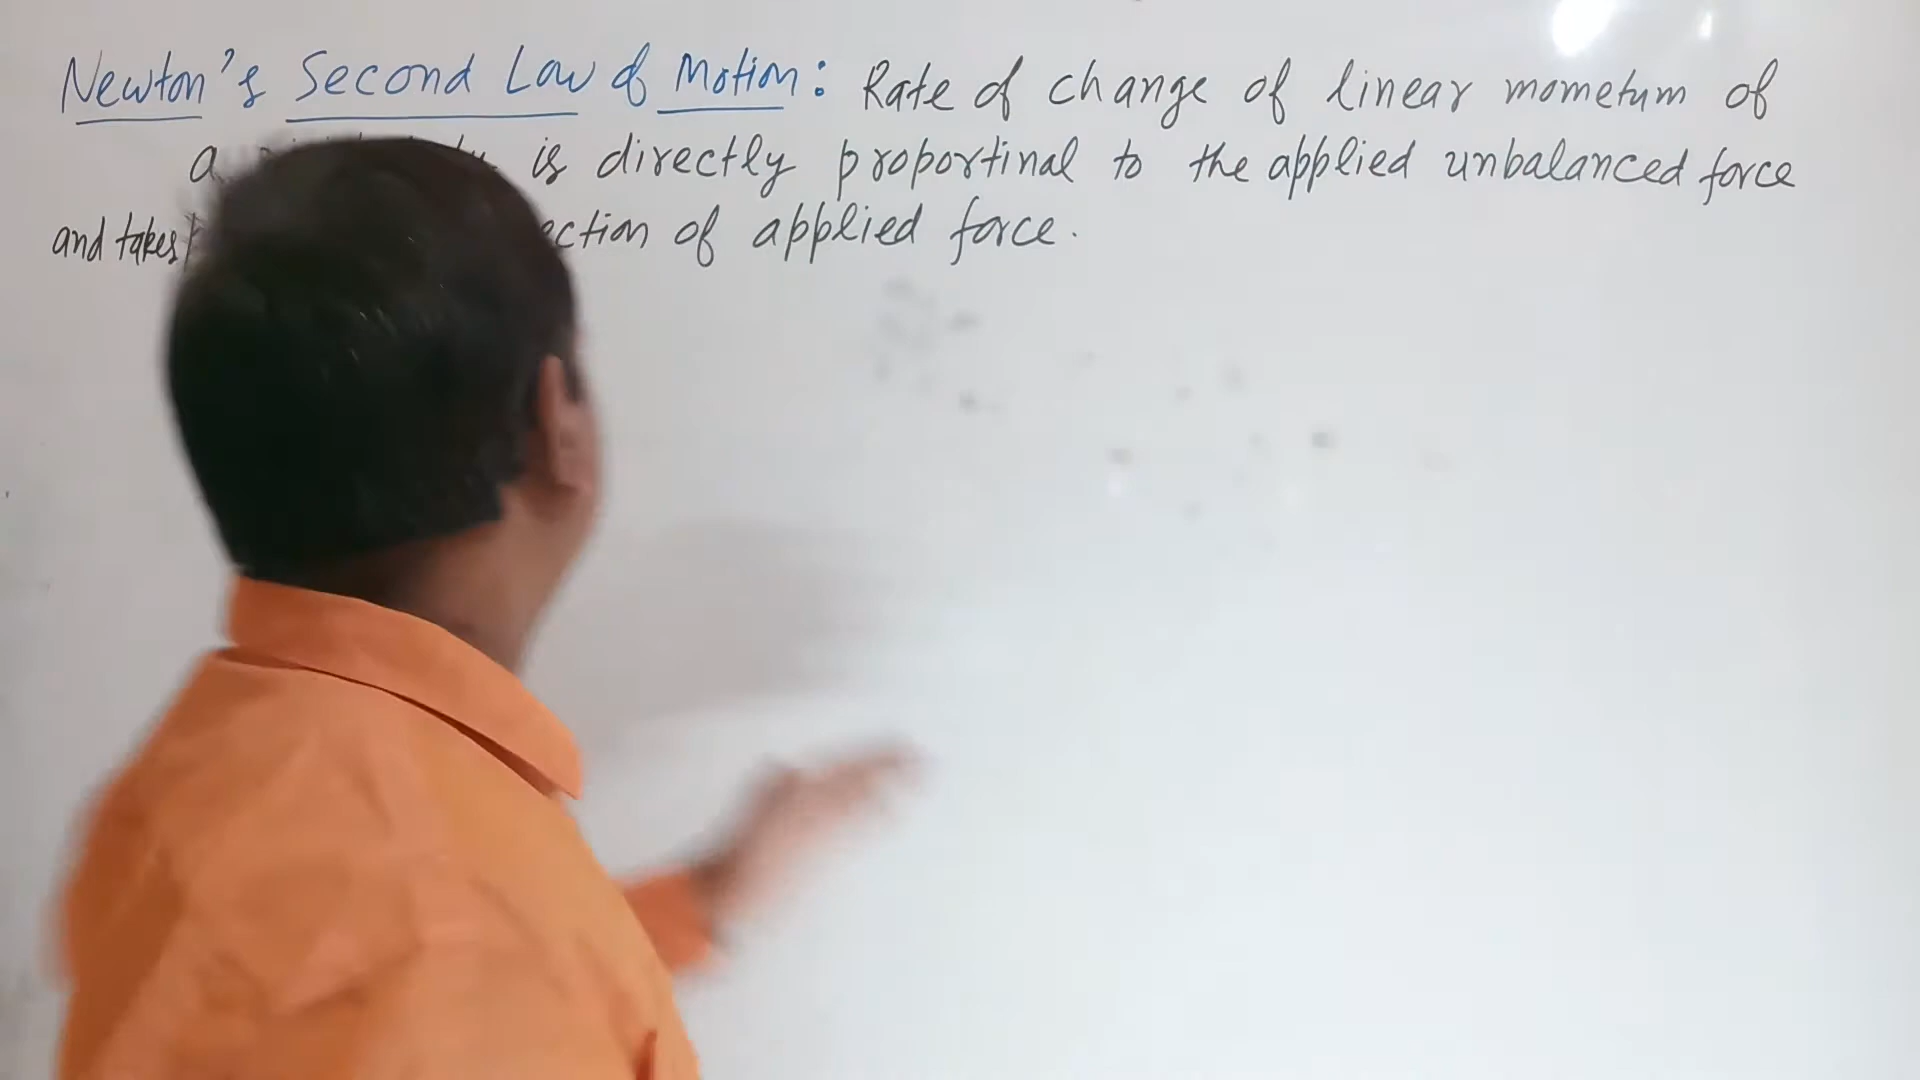 Newton's Second Law of Motion: Rate of change of linear mometum of
a is directly proportinal to the applied unbalanced force
and takes of applied force.